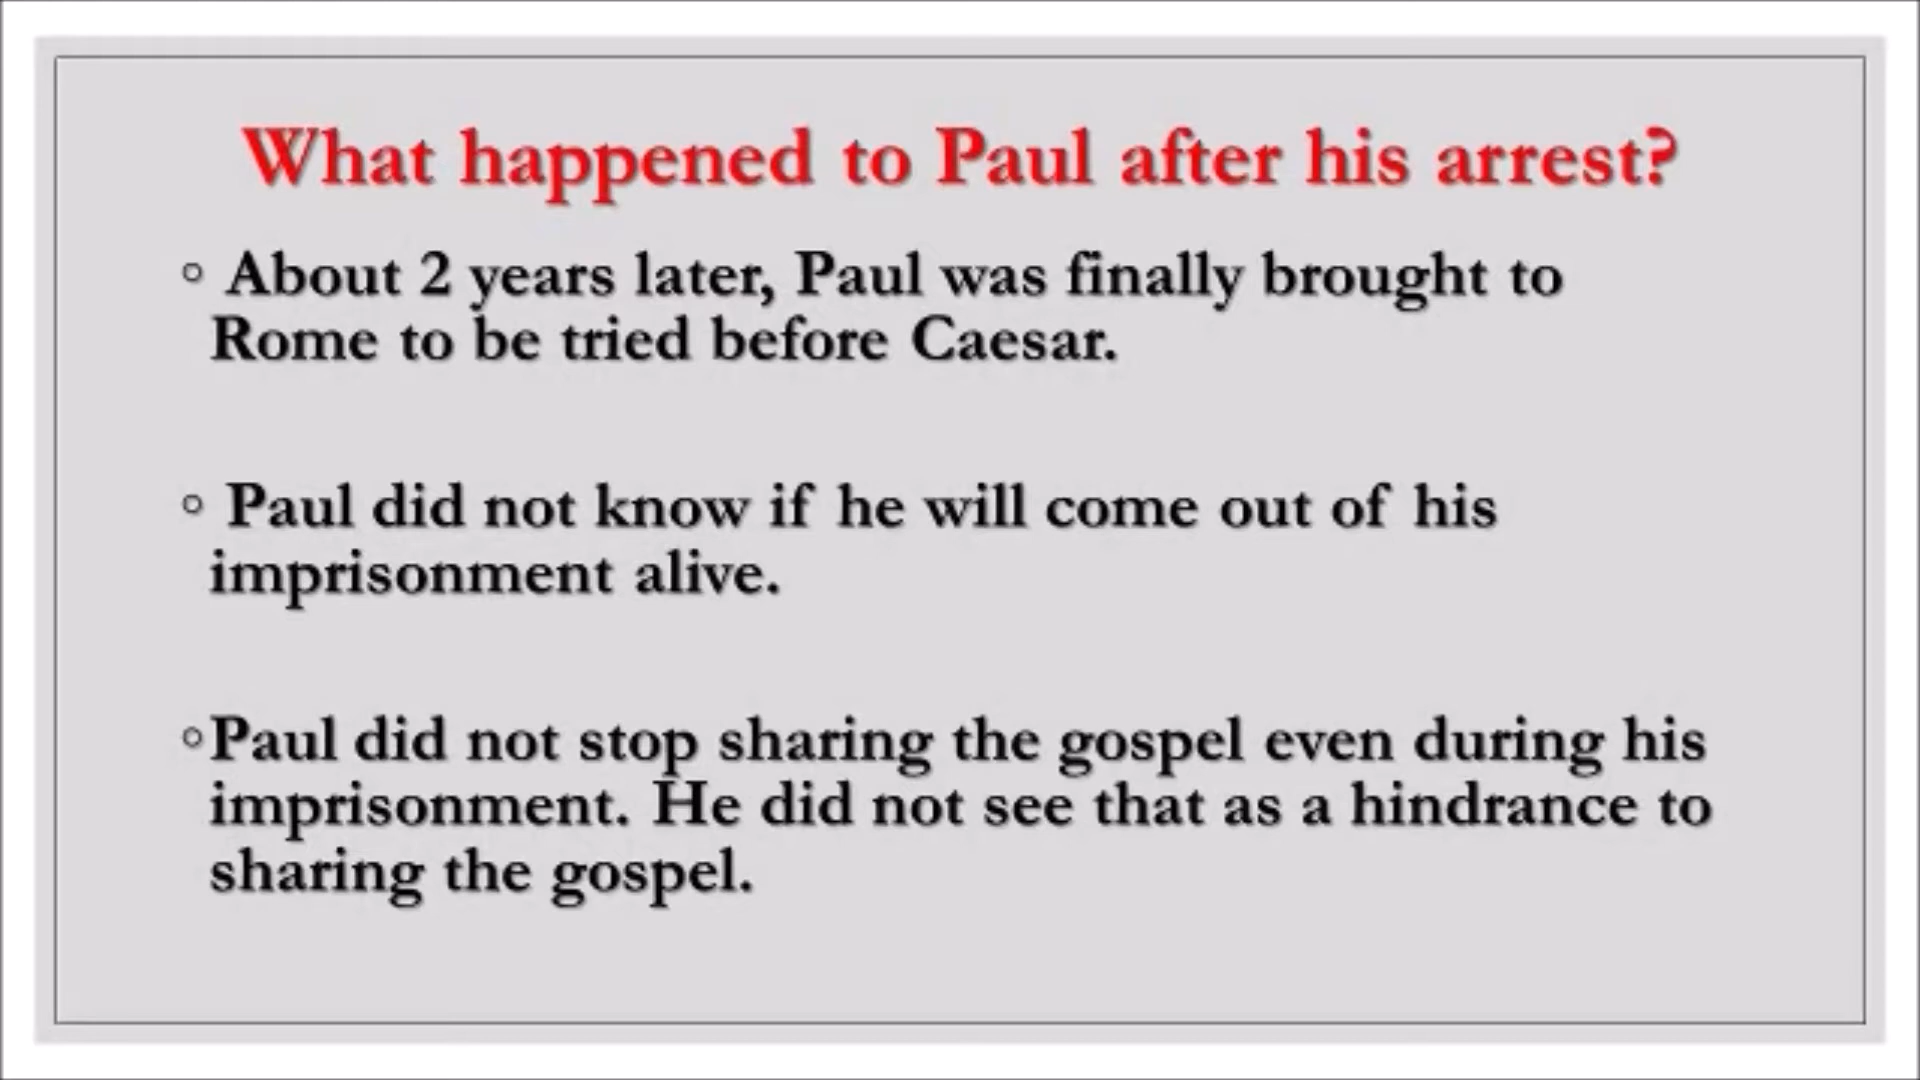 What happened to Paul after his arrest?
◦ About 2 years later, Paul was finally brought to
Rome to be tried before Caesar.
◦ Paul did not know if he will come out of his
imprisonment alive.
◦Paul did not stop sharing the gospel even during his
imprisonment. He did not see that as a hindrance to
sharing the gospel.